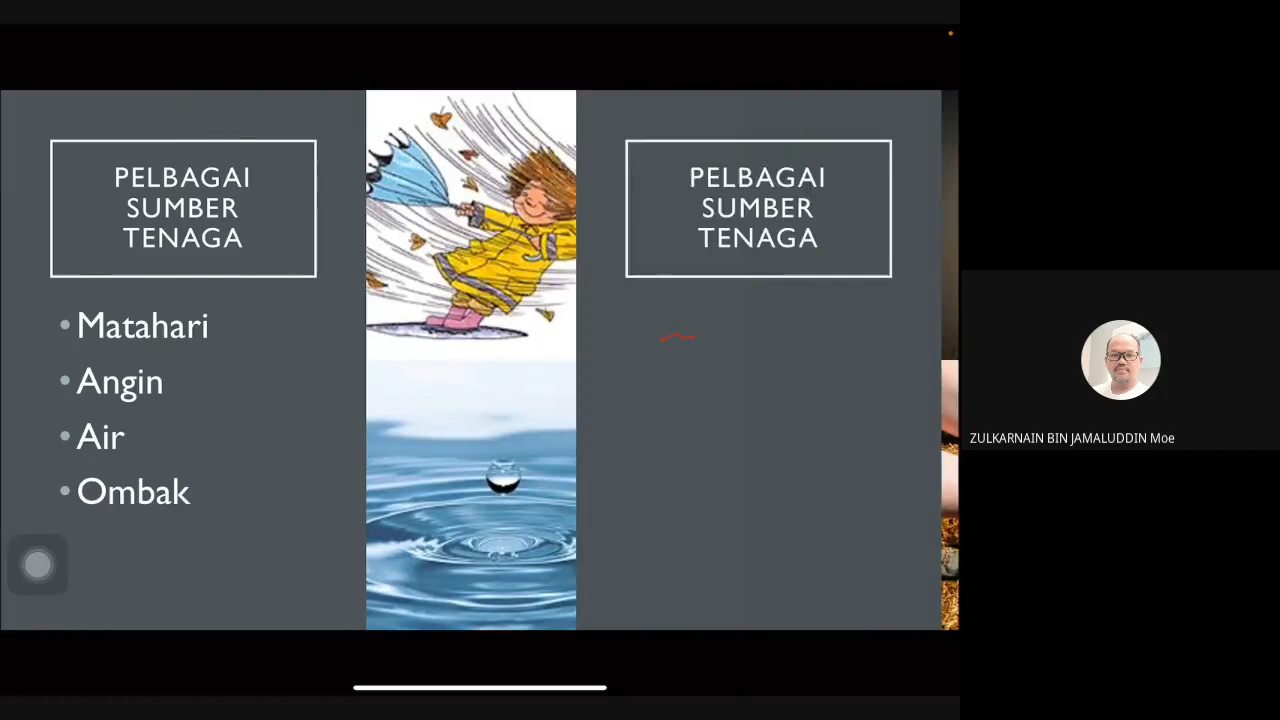 PELBAGAI
SUMBER
TENAGA
• Matahari
• Angin
• Air
• Ombak
PELBAGAI
SUMBER
TENAGA
ZULKARNAIN BIN JAMALUDDIN Moe